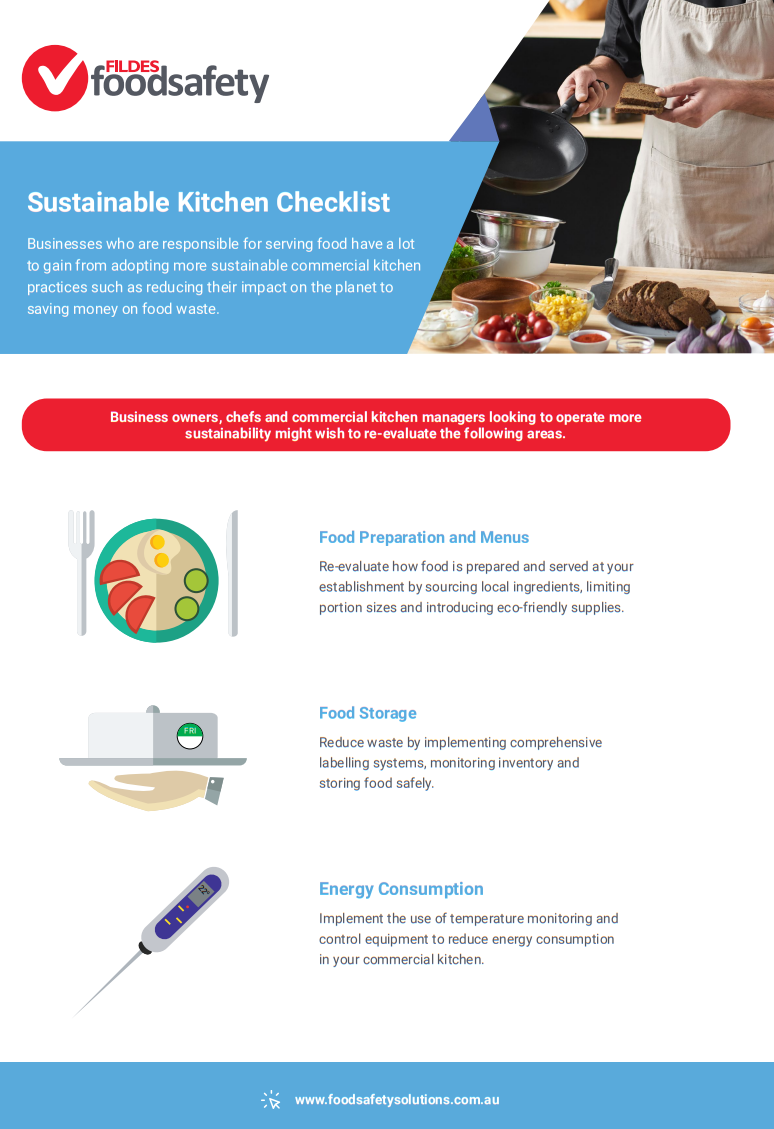 FILDES
foodsafety
Sustainable Kitchen Checklist
Businesses who are responsible for serving food have a lot
to gain from adopting more sustainable commercial kitchen
practices such as reducing their impact on the planet to
saving money on food waste.
Business owners, chefs and commercial kitchen managers looking to operate more
sustainability might wish to re-evaluate the following areas.
Food Preparation and Menus
Re-evaluate how food is prepared and served at your
establishment by sourcing local ingredients, limiting
portion sizes and introducing eco-friendly supplies.
FRI
Food Storage
Reduce waste by implementing comprehensive
labelling systems, monitoring inventory and
storing food safely.
22°
Energy Consumption
Implement the use of temperature monitoring and
control equipment to reduce energy consumption
in your commercial kitchen.
www.foodsafetysolutions.com.au